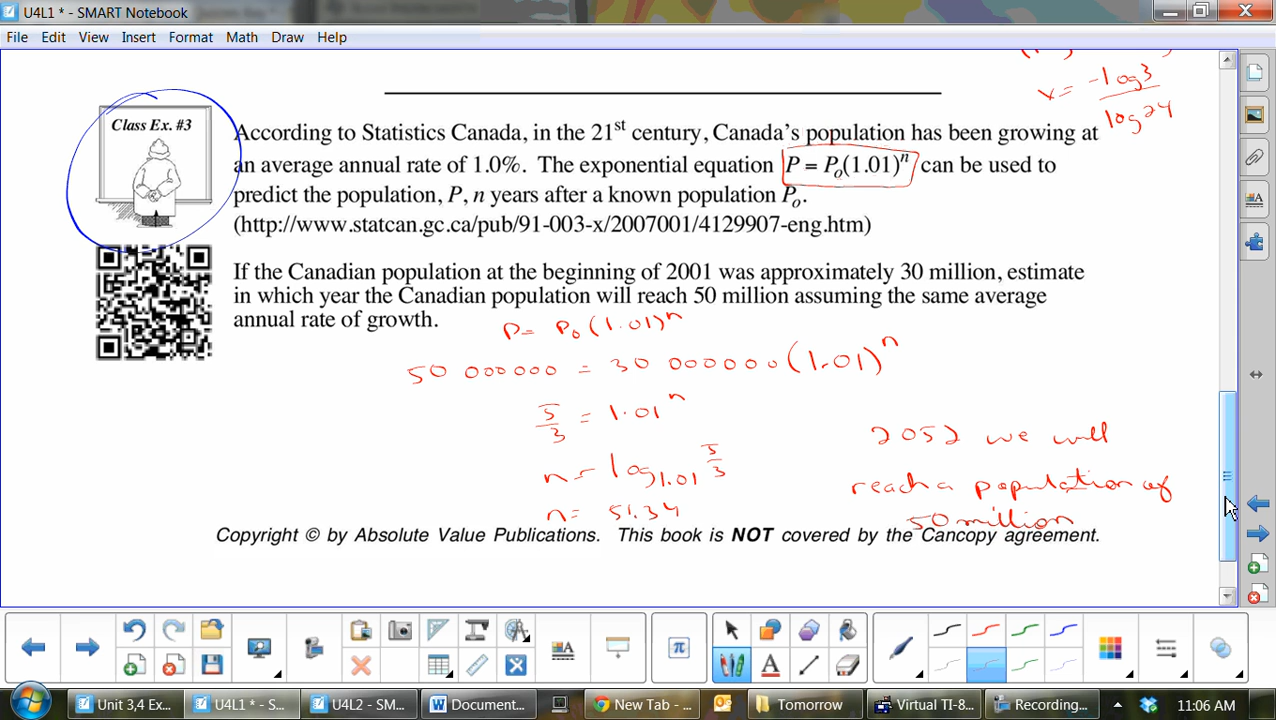 U4L1 * - SMART Notebook
File Edit View Insert Format Math Draw Help
v = -log3 / log24
Class Ex. #3
According to Statistics Canada, in the 21st century, Canada's population has been growing at
an average annual rate of 1.0%. The exponential equation P = Po(1.01)^n can be used to
predict the population, P, n years after a known population Po.
(http://www.statcan.gc.ca/pub/91-003-x/2007001/4129907-eng.htm)
If the Canadian population at the beginning of 2001 was approximately 30 million, estimate
in which year the Canadian population will reach 50 million assuming the same average
annual rate of growth.
P = Po(1.01)^n
50 000000 = 30 000000(1.01)^n
5/3 = 1.01^n
n = log1.01 5/3
n = 51.34
2052 we will
reach a population of
50 million
Copyright © by Absolute Value Publications. This book is NOT covered by the Cancopy agreement.
π
A
Unit 3,4 Ex... U4L1 * - S... U4L2 - SM... Document... New Tab - ... Tomorrow Virtual TI-8... Recording... 11:06 AM